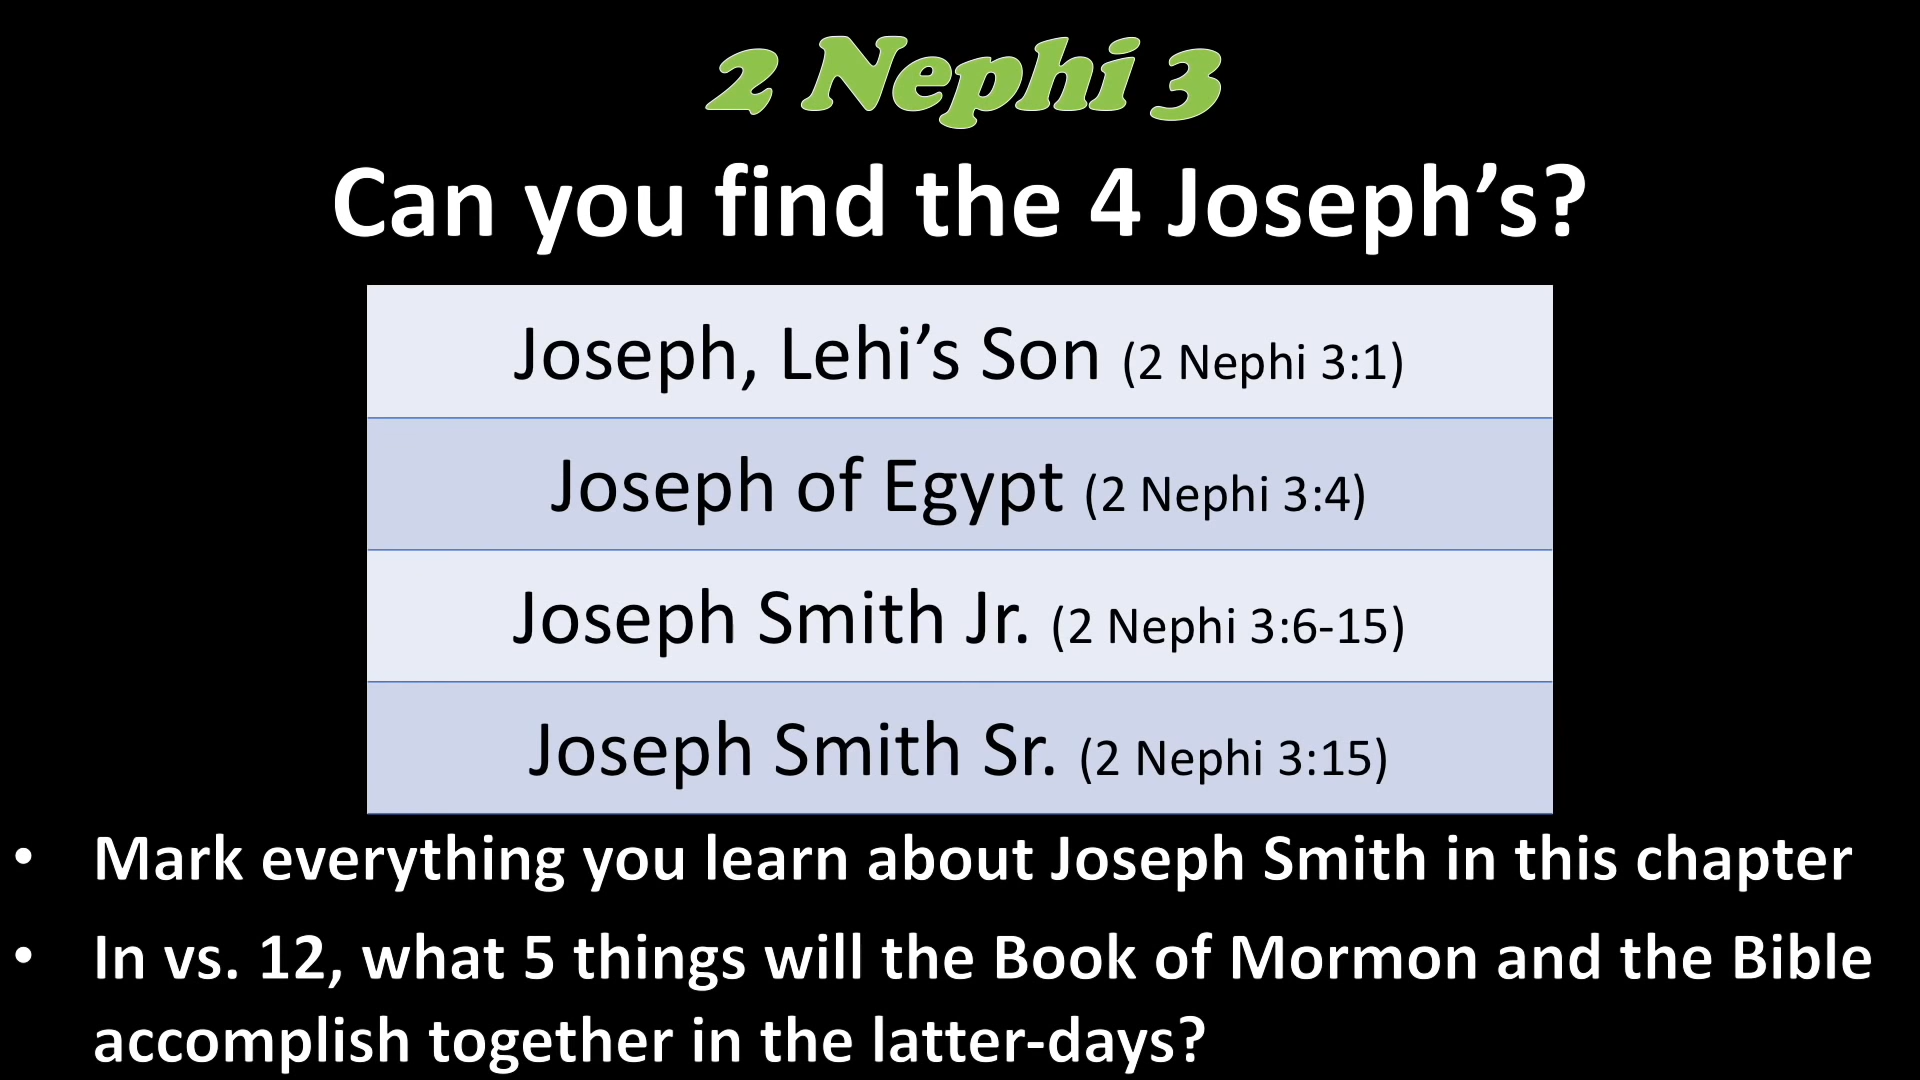 2 Nephi 3
Can you find the 4 Joseph’s?
Joseph, Lehi’s Son (2 Nephi 3:1)
Joseph of Egypt (2 Nephi 3:4)
Joseph Smith Jr. (2 Nephi 3:6-15)
Joseph Smith Sr. (2 Nephi 3:15)
• Mark everything you learn about Joseph Smith in this chapter
• In vs. 12, what 5 things will the Book of Mormon and the Bible
accomplish together in the latter-days?